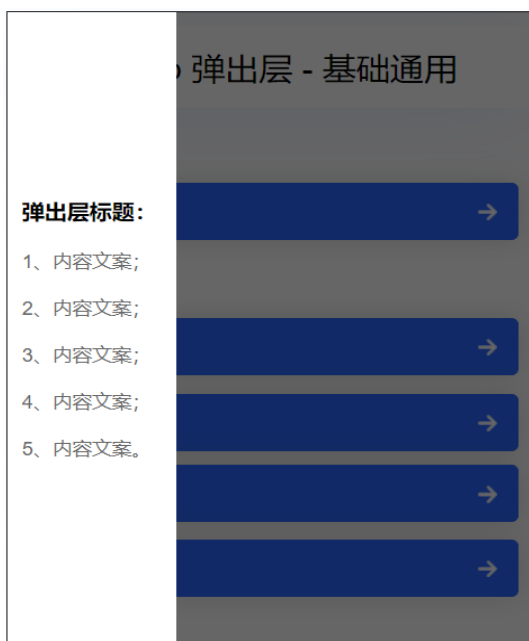 弹出层 - 基础通用
弹出层标题：
1、内容文案；
2、内容文案；
3、内容文案；
4、内容文案；
5、内容文案。